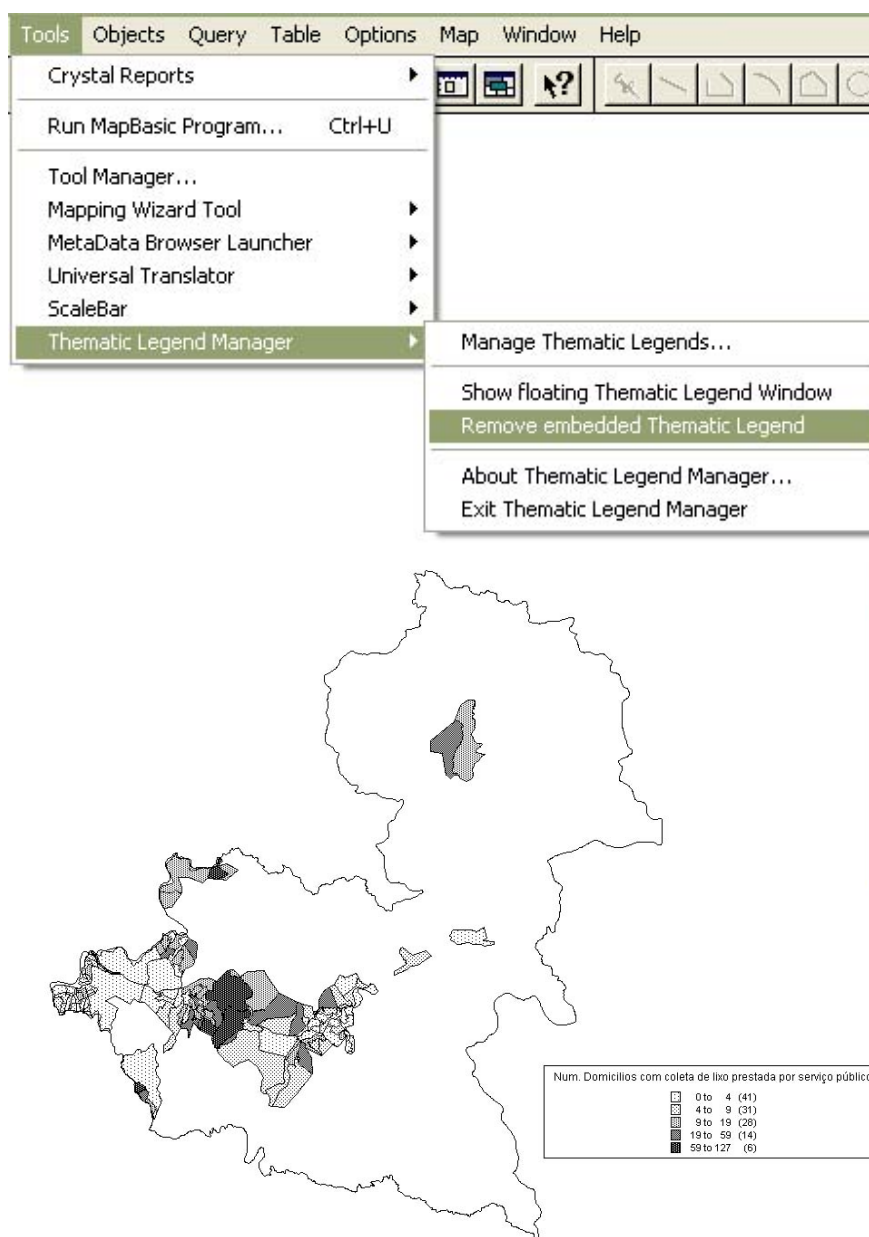 Tools Objects Query Table Options Map Window Help
Crystal Reports
Run MapBasic Program... Ctrl+U
Tool Manager...
Mapping Wizard Tool
MetaData Browser Launcher
Universal Translator
ScaleBar
Thematic Legend Manager
Manage Thematic Legends...
Show floating Thematic Legend Window
Remove embedded Thematic Legend
About Thematic Legend Manager...
Exit Thematic Legend Manager
Num. Domicilios com coleta de lixo prestada por serviço público
0 to 4 (41)
4 to 9 (31)
9 to 19 (28)
19 to 59 (14)
59 to 127 (6)